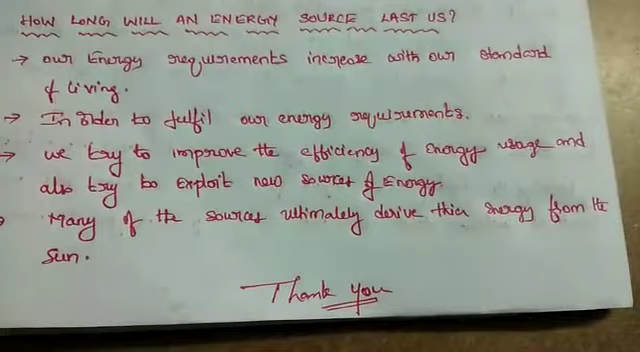 HOW LONG WILL AN ENERGY SOURCE LAST US?
→ our Energy requirements increase with our standard
of living.
→ In order to fulfil our energy requirements.
→ we try to improve the efficiency of energy usage and
also try to exploit new sources of Energy
Many of the sources ultimately derive thier energy from the
Sun.
Thank you